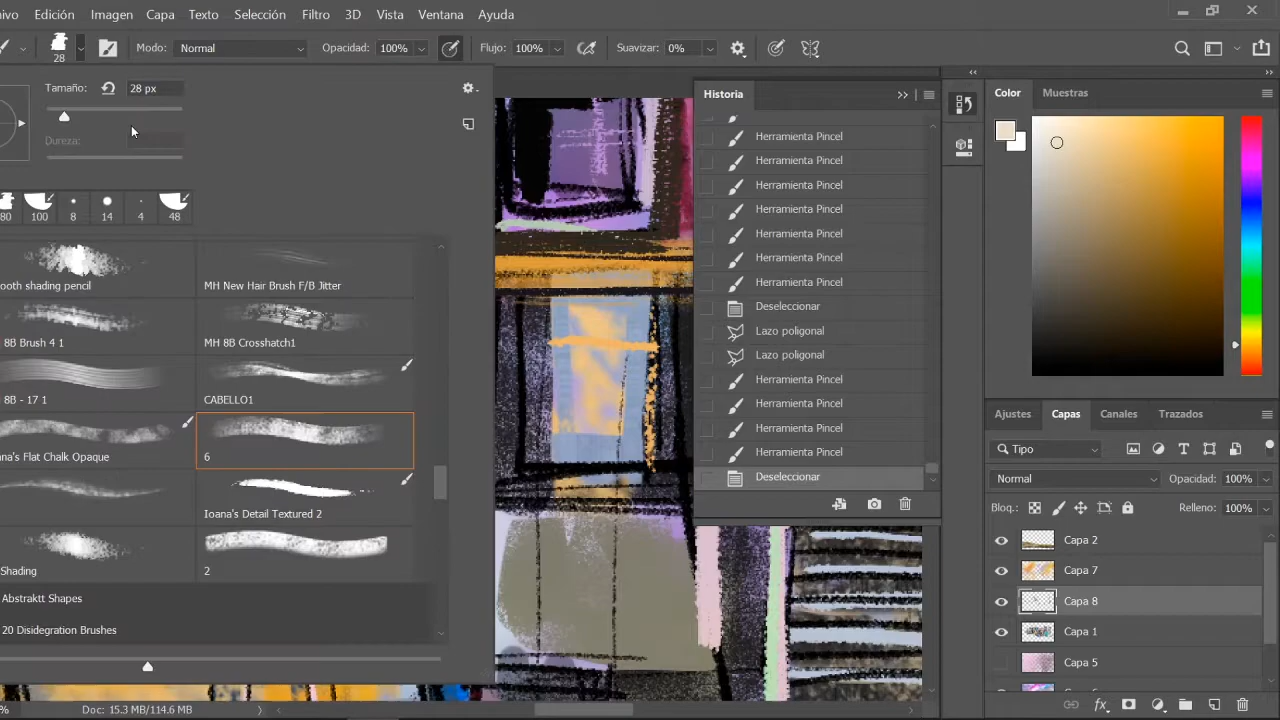 ivo Edición Imagen Capa Texto Selección Filtro 3D Vista Ventana Ayuda
28 Modo: Normal Opacidad: 100% Flujo: 100% Suavizar: 0%
Tamaño: 28 px
Dureza:
80 100 8 14 4 48
ooth shading pencil
MH New Hair Brush F/B Jitter
8B Brush 4 1
MH 8B Crosshatch1
8B - 17 1
CABELLO1
na's Flat Chalk Opaque
6
Ioana's Detail Textured 2
Shading
2
Abstraktt Shapes
20 Disidegration Brushes
Historia
Herramienta Pincel
Herramienta Pincel
Herramienta Pincel
Herramienta Pincel
Herramienta Pincel
Herramienta Pincel
Herramienta Pincel
Deseleccionar
Lazo poligonal
Lazo poligonal
Herramienta Pincel
Herramienta Pincel
Herramienta Pincel
Herramienta Pincel
Deseleccionar
Color Muestras
Ajustes Capas Canales Trazados
Tipo
Normal Opacidad: 100%
Bloq.: Relleno: 100%
Capa 2
Capa 7
Capa 8
Capa 1
Capa 5
% Doc: 15.3 MB/114.6 MB